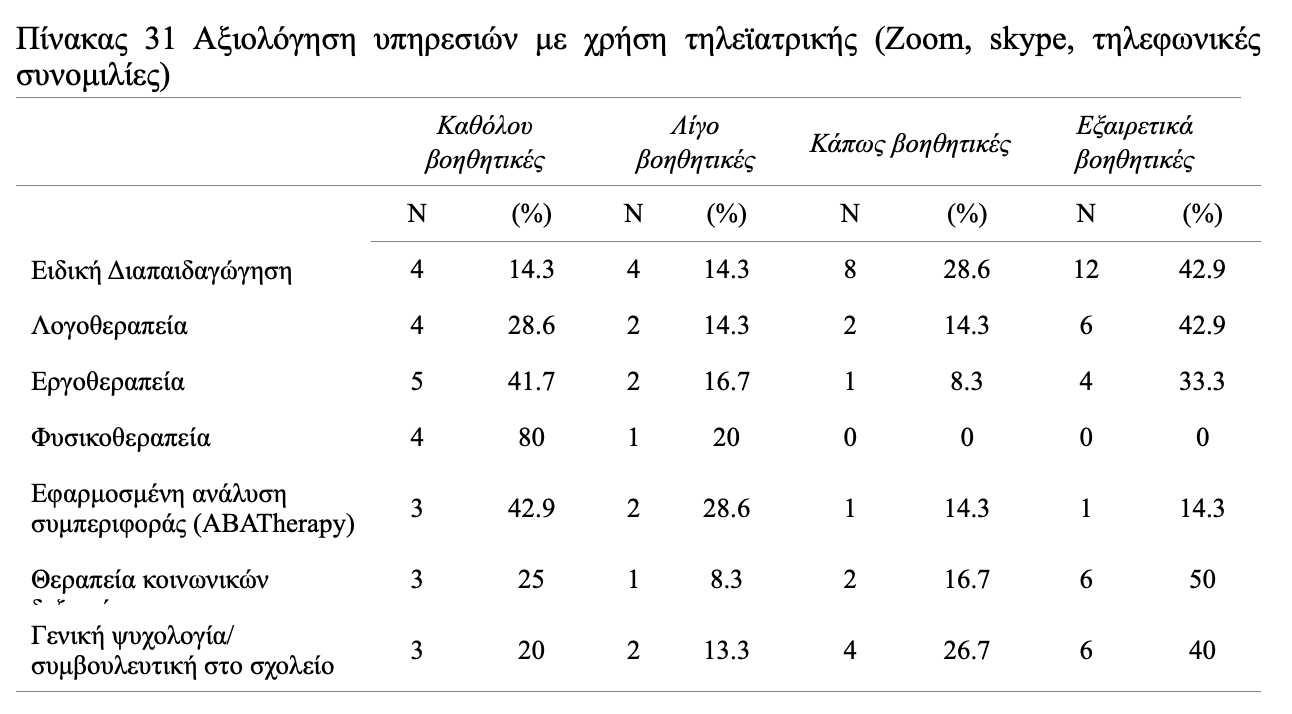 Πίνακας 31 Αξιολόγηση υπηρεσιών με χρήση τηλεϊατρικής (Zoom, skype, τηλεφωνικές
συνομιλίες)
Καθόλου βοηθητικές Λίγο βοηθητικές Κάπως βοηθητικές Εξαιρετικά βοηθητικές
N (%) N (%) N (%) N (%)
Ειδική Διαπαιδαγώγηση 4 14.3 4 14.3 8 28.6 12 42.9
Λογοθεραπεία 4 28.6 2 14.3 2 14.3 6 42.9
Εργοθεραπεία 5 41.7 2 16.7 1 8.3 4 33.3
Φυσικοθεραπεία 4 80 1 20 0 0 0 0
Εφαρμοσμένη ανάλυση
συμπεριφοράς (ABATherapy) 3 42.9 2 28.6 1 14.3 1 14.3
Θεραπεία κοινωνικών 3 25 1 8.3 2 16.7 6 50
Γενική ψυχολογία/
συμβουλευτική στο σχολείο 3 20 2 13.3 4 26.7 6 40